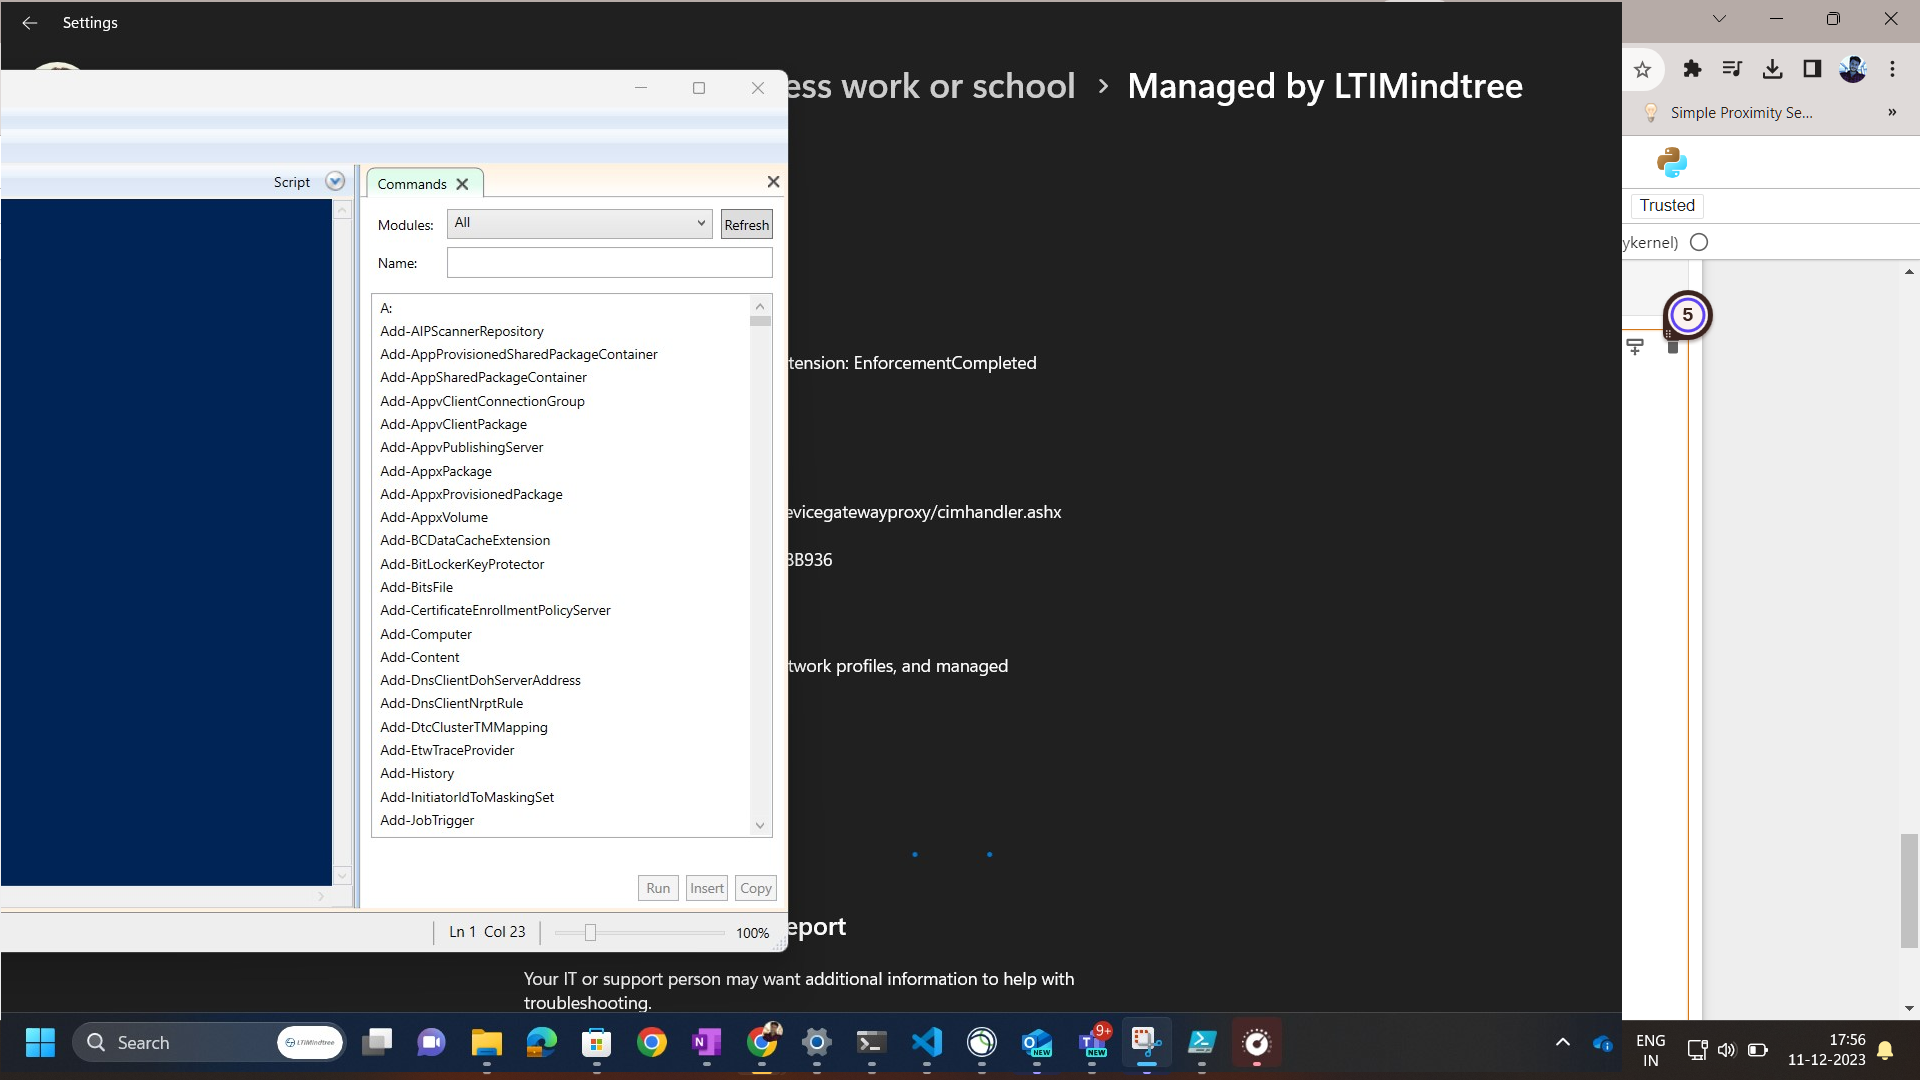 Settings
ess work or school > Managed by LTIMindtree
Simple Proximity Se...
»
Script
Commands
Modules:
All
Refresh
Name:
Trusted
ykernel)
5
A:
Add-AIPScannerRepository
Add-AppProvisionedSharedPackageContainer
Add-AppSharedPackageContainer
Add-AppvClientConnectionGroup
Add-AppvClientPackage
Add-AppvPublishingServer
Add-AppxPackage
Add-AppxProvisionedPackage
Add-AppxVolume
Add-BCDataCacheExtension
Add-BitLockerKeyProtector
Add-BitsFile
Add-CertificateEnrollmentPolicyServer
Add-Computer
Add-Content
Add-DnsClientDohServerAddress
Add-DnsClientNrptRule
Add-DtcClusterTMMapping
Add-EtwTraceProvider
Add-History
Add-InitiatorIdToMaskingSet
Add-JobTrigger
tension: EnforcementCompleted
evicegatewayproxy/cimhandler.ashx
3B936
twork profiles, and managed
Run
Insert
Copy
Ln 1 Col 23
100%
eport
Your IT or support person may want additional information to help with
troubleshooting.
Search
LTIMindtree
NEW
9+
NEW
ENG
IN
17:56
11-12-2023